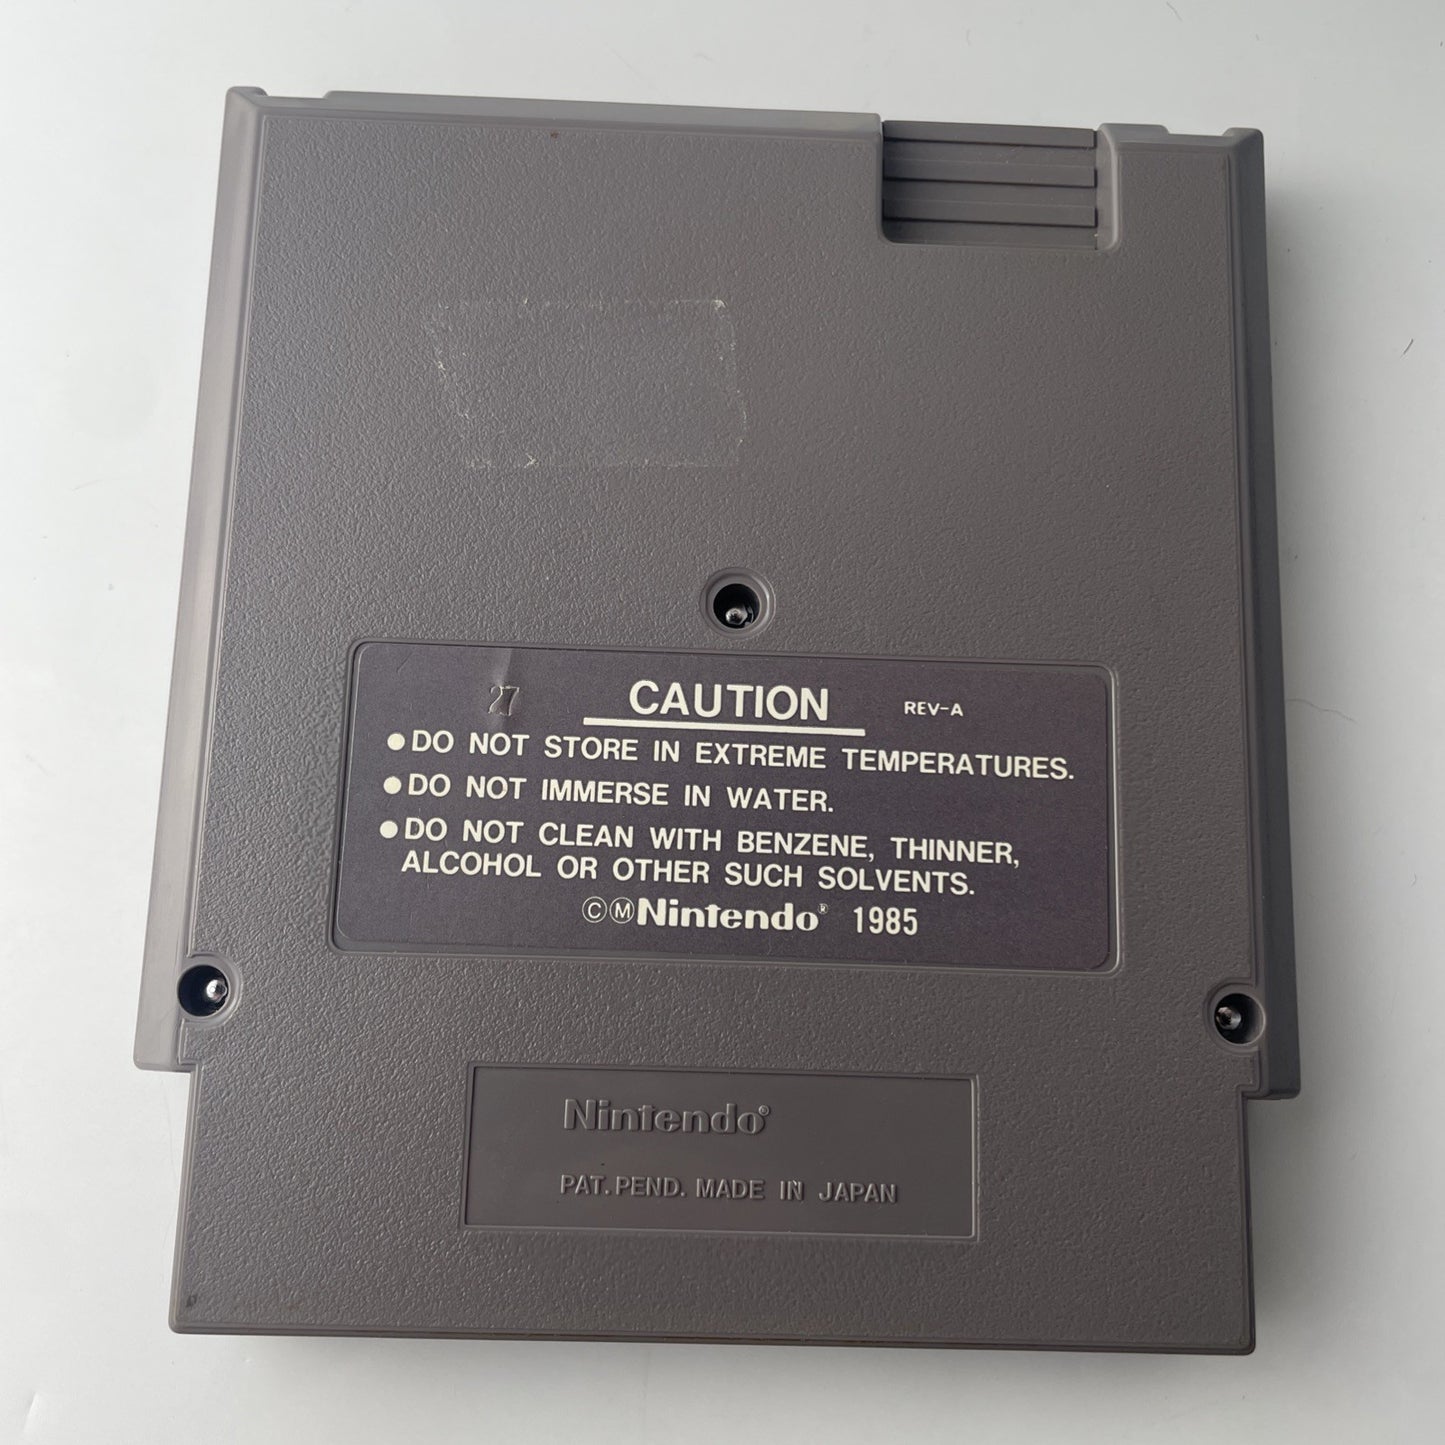 27 CAUTION REV-A
●DO NOT STORE IN EXTREME TEMPERATURES.
●DO NOT IMMERSE IN WATER.
●DO NOT CLEAN WITH BENZENE, THINNER,
ALCOHOL OR OTHER SUCH SOLVENTS.
ⒸⓂNintendo® 1985
Nintendo®
PAT. PEND. MADE IN JAPAN